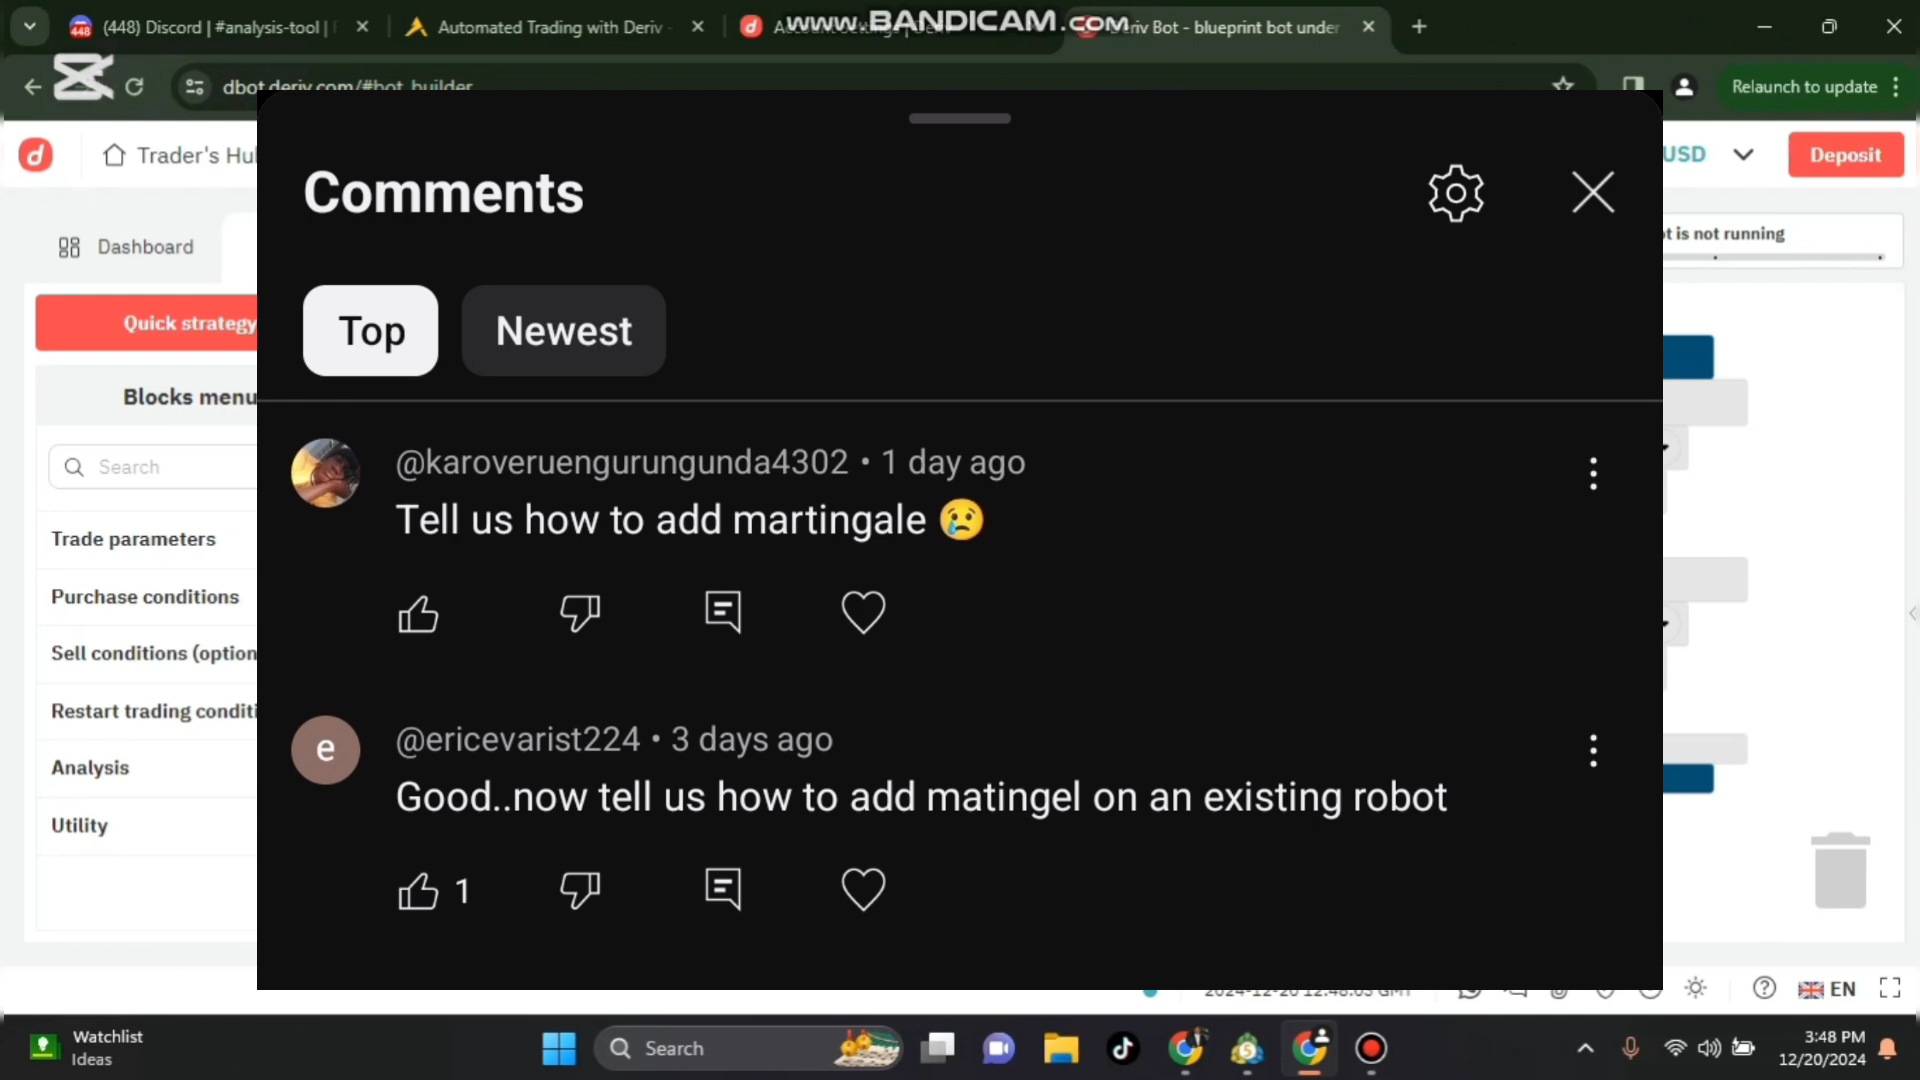 (448) Discord | #analysis-tool |
Automated Trading with Deriv -
www.BANDICAM.com
Deriv Bot - blueprint bot under
dbot.deriv.com/#bot_builder
Relaunch to update
Trader's Hu
USD
Deposit
Dashboard
t is not running
Quick strategy
Blocks menu
Search
Trade parameters
Purchase conditions
Sell conditions (option
Restart trading conditi
Analysis
Utility
Comments
Top
Newest
@karoveruengurungunda4302 • 1 day ago
Tell us how to add martingale 😢
e
@ericevarist224 • 3 days ago
Good..now tell us how to add matingel on an existing robot
1
EN
Watchlist
Ideas
Search
3:48 PM
12/20/2024